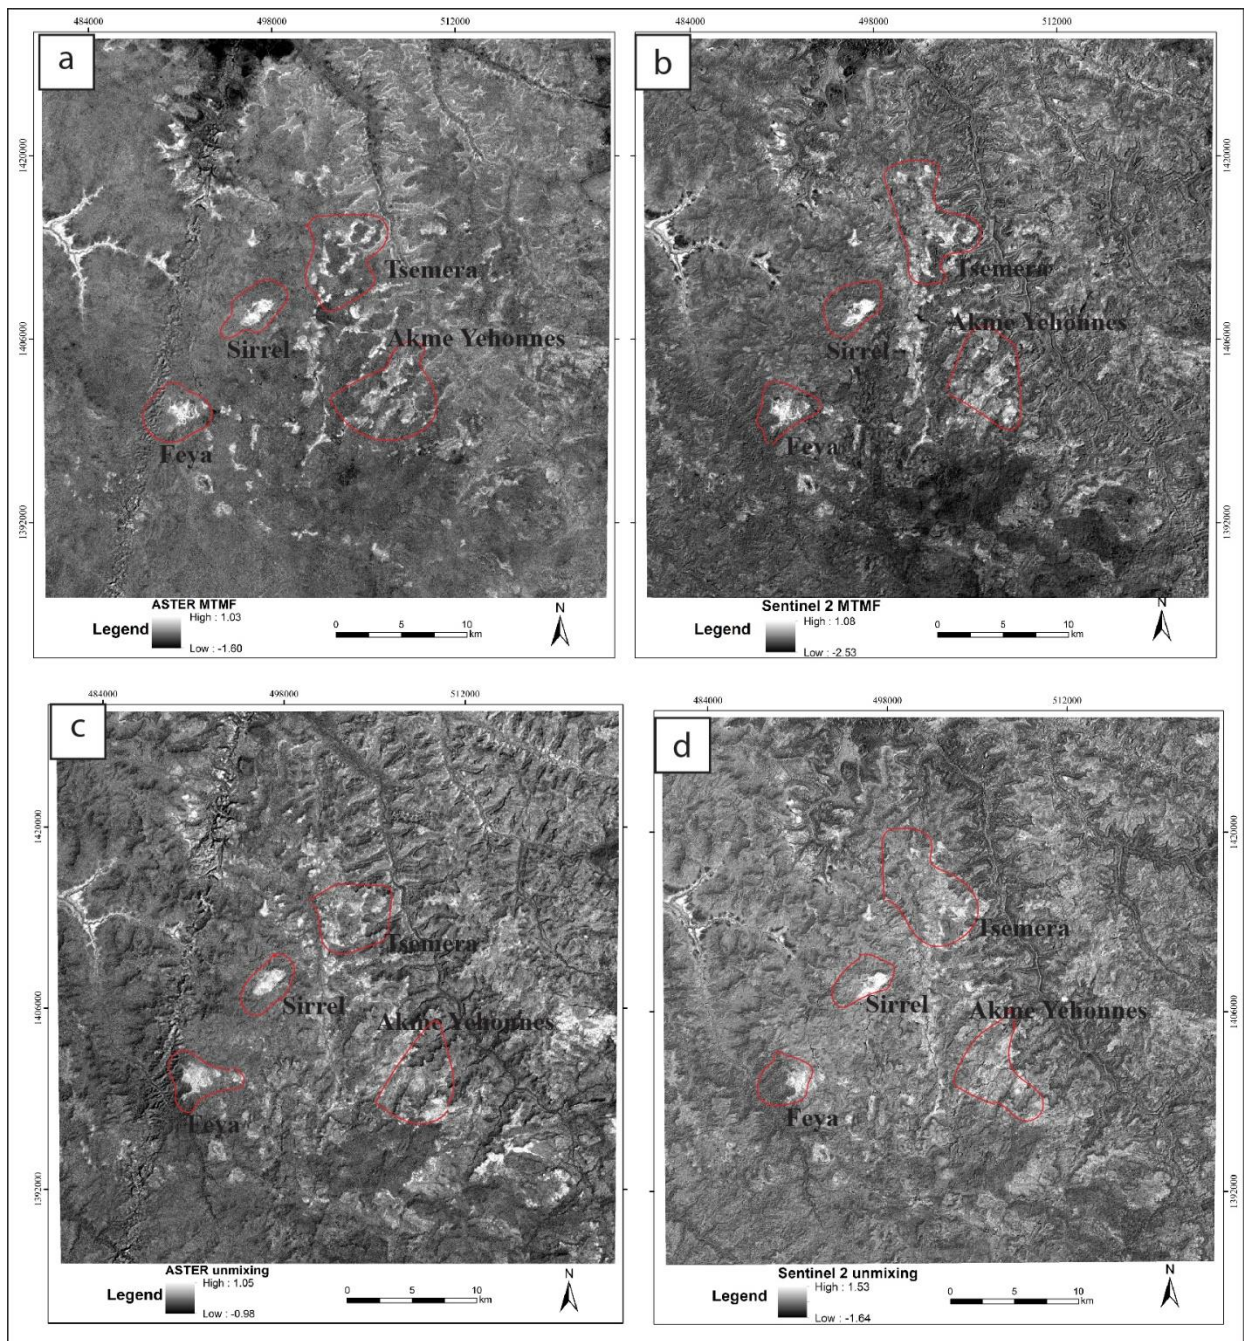 484000 498000 512000
a
1420000
1406000
1392000
Tsemera
Akme Yehonnes
Sirrel
Feya
ASTER MTMF
Legend
High : 1.03
Low : -1.60
0 5 10
km
N
484000 498000 512000
b
1420000
1406000
1392000
Tsemera
Akme Yehonnes
Sirrel
Feya
Sentinel 2 MTMF
Legend
High : 1.08
Low : -2.53
0 5 10
km
N
484000 498000 512000
c
1420000
1406000
1392000
Tsemera
Sirrel
Akme Yehonnes
Feya
ASTER unmixing
Legend
High : 1.05
Low : -0.98
0 5 10
km
N
484000 498000 512000
d
1420000
1406000
1392000
Tsemera
Sirrel
Akme Yehonnes
Feya
Sentinel 2 unmixing
Legend
High : 1.53
Low : -1.64
0 5 10
km
N